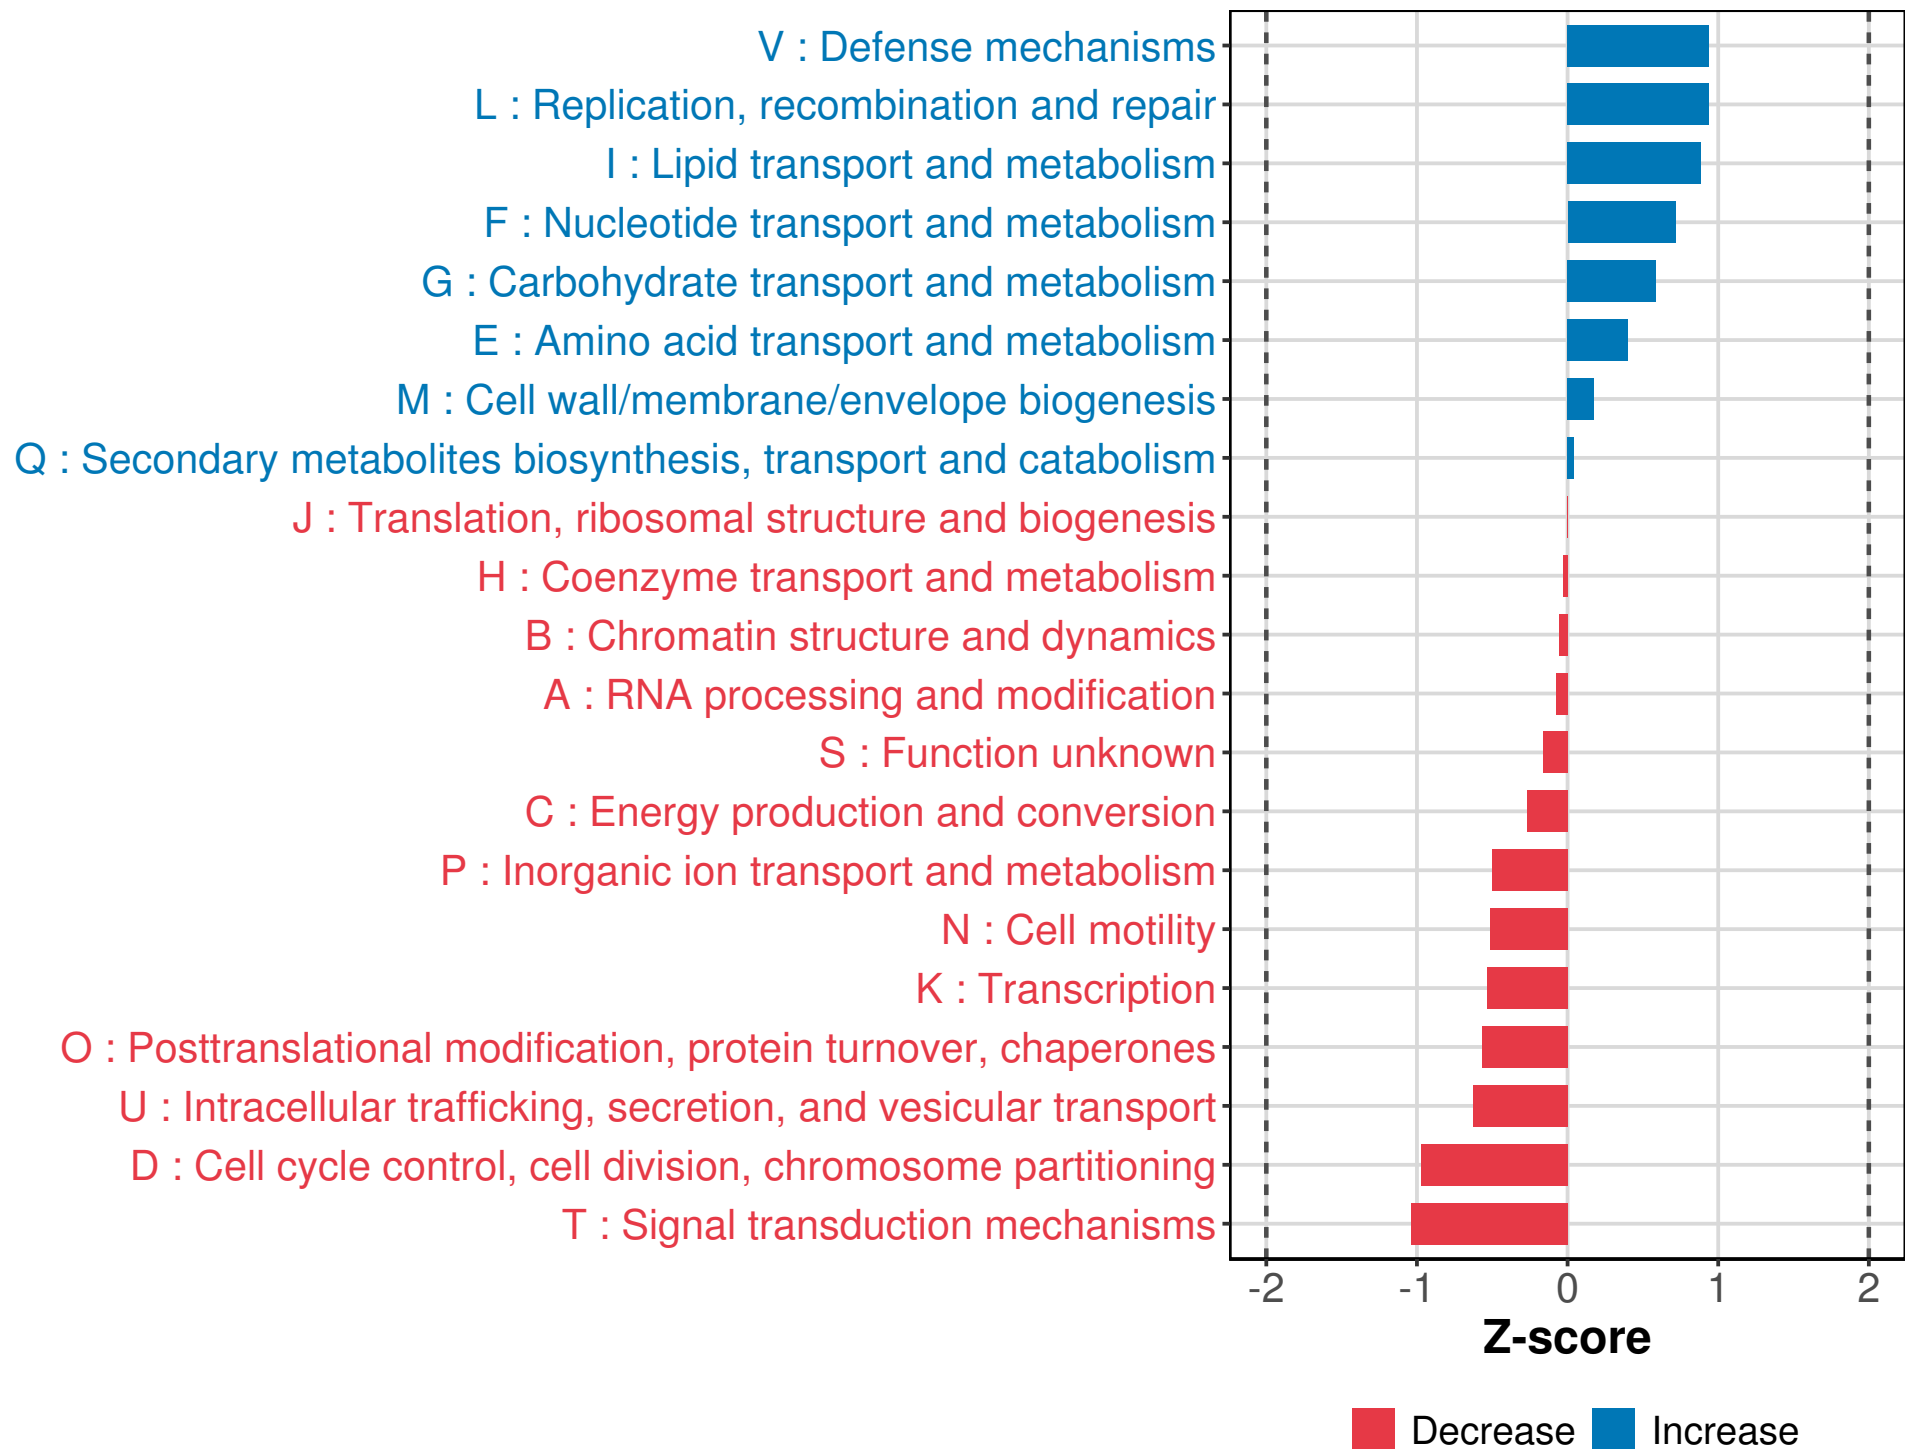 V : Defense mechanisms
L : Replication, recombination and repair
I : Lipid transport and metabolism
F : Nucleotide transport and metabolism
G : Carbohydrate transport and metabolism
E : Amino acid transport and metabolism
M : Cell wall/membrane/envelope biogenesis
Q : Secondary metabolites biosynthesis, transport and catabolism
J : Translation, ribosomal structure and biogenesis
H : Coenzyme transport and metabolism
B : Chromatin structure and dynamics
A : RNA processing and modification
S : Function unknown
C : Energy production and conversion
P : Inorganic ion transport and metabolism
N : Cell motility
K : Transcription
O : Posttranslational modification, protein turnover, chaperones
U : Intracellular trafficking, secretion, and vesicular transport
D : Cell cycle control, cell division, chromosome partitioning
T : Signal transduction mechanisms
-2 -1 0 1 2
Z-score
Decrease Increase